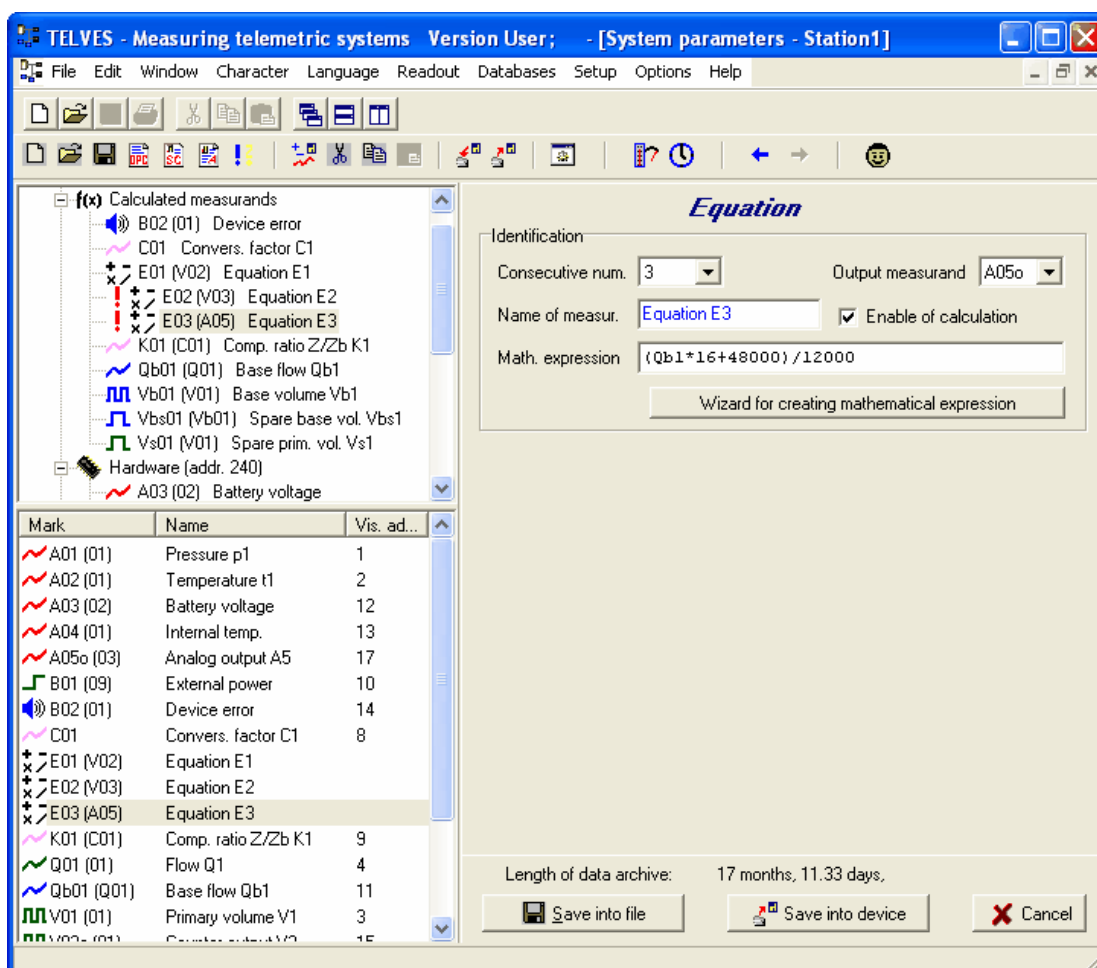 TELVES - Measuring telemetric systems Version User; - [System parameters - Station1]
File Edit Window Character Language Readout Databases Setup Options Help
f(x) Calculated measurands
B02 (01) Device error
C01 Convers. factor C1
E01 (V02) Equation E1
E02 (V03) Equation E2
E03 (A05) Equation E3
K01 (C01) Comp. ratio Z/Zb K1
Qb01 (Q01) Base flow Qb1
Vb01 (V01) Base volume Vb1
Vbs01 (Vb01) Spare base vol. Vbs1
Vs01 (V01) Spare prim. vol. Vs1
Hardware (addr. 240)
A03 (02) Battery voltage
Mark Name Vis. ad...
A01 (01) Pressure p1 1
A02 (01) Temperature t1 2
A03 (02) Battery voltage 12
A04 (01) Internal temp. 13
A05o (03) Analog output A5 17
B01 (09) External power 10
B02 (01) Device error 14
C01 Convers. factor C1 8
E01 (V02) Equation E1
E02 (V03) Equation E2
E03 (A05) Equation E3
K01 (C01) Comp. ratio Z/Zb K1 9
Q01 (01) Flow Q1 4
Qb01 (Q01) Base flow Qb1 11
V01 (01) Primary volume V1 3
Equation
Identification
Consecutive num. 3 Output measurand A05o
Name of measur. Equation E3 Enable of calculation
Math. expression (Qb1*16+48000)/12000
Wizard for creating mathematical expression
Length of data archive: 17 months, 11.33 days,
Save into file Save into device Cancel